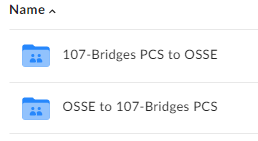 Name
107-Bridges PCS to OSSE
OSSE to 107-Bridges PCS